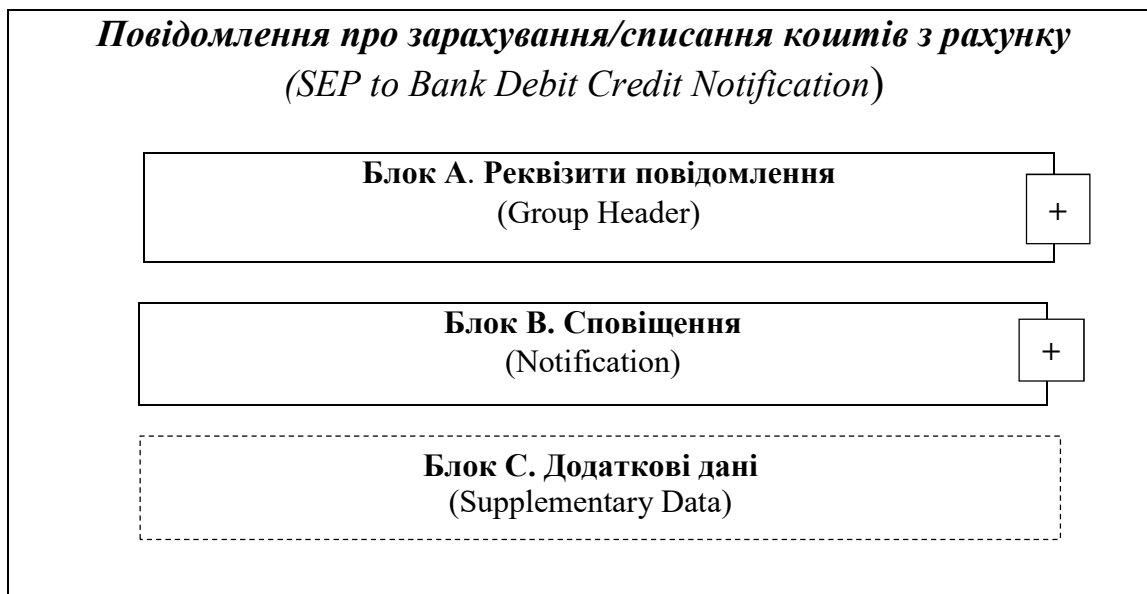 Повідомлення про зарахування/списання коштів з рахунку
(SEP to Bank Debit Credit Notification)
Блок А. Реквізити повідомлення
(Group Header)
+
Блок В. Сповіщення
(Notification)
+
Блок С. Додаткові дані
(Supplementary Data)